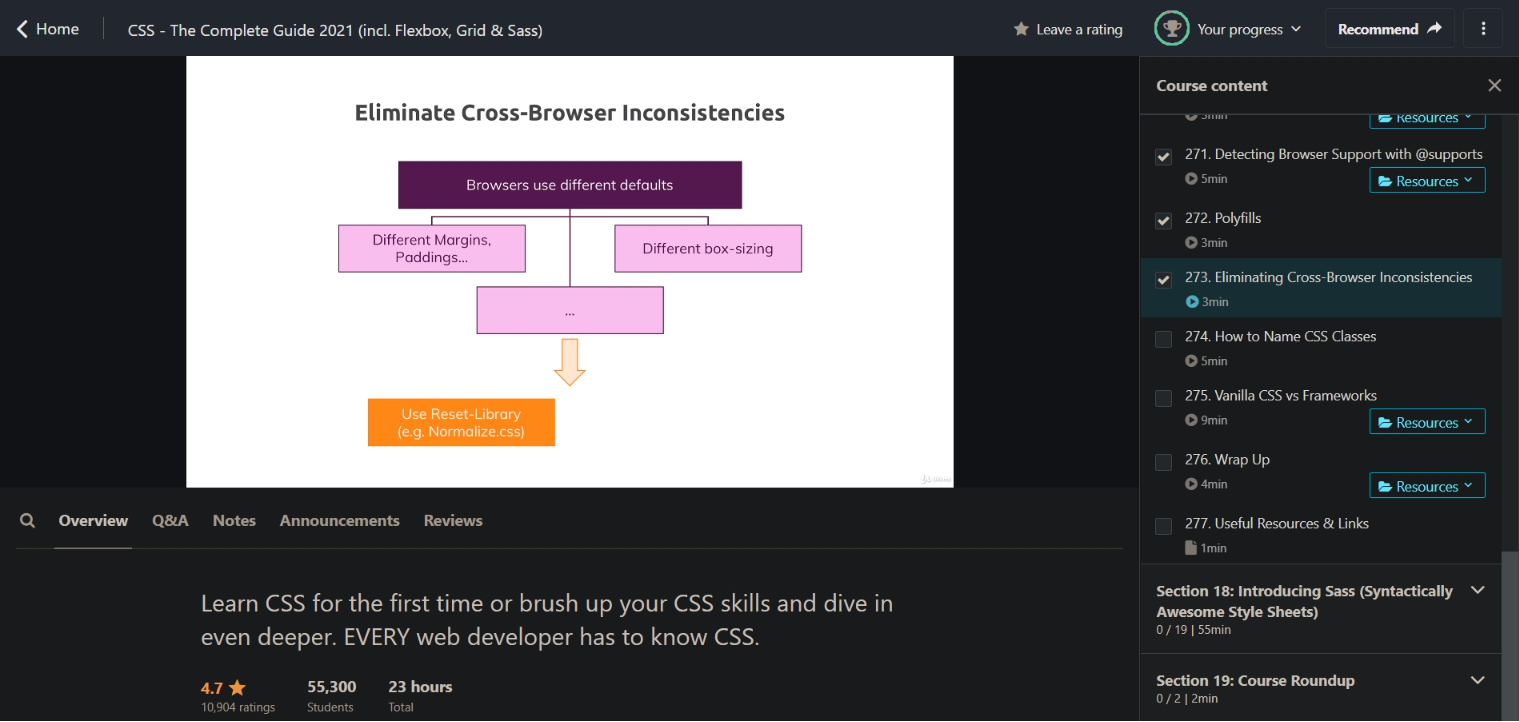 Home
CSS - The Complete Guide 2021 (incl. Flexbox, Grid & Sass)
Leave a rating
Your progress
Recommend
Eliminate Cross-Browser Inconsistencies
Browsers use different defaults
Different Margins,
Paddings...
Different box-sizing
...
Use Reset-Library
(e.g. Normalize.css)
Overview
Q&A
Notes
Announcements
Reviews
Learn CSS for the first time or brush up your CSS skills and dive in
even deeper. EVERY web developer has to know CSS.
4.7
10,904 ratings
55,300
Students
23 hours
Total
Course content
Resources
271. Detecting Browser Support with @supports
5min
Resources
272. Polyfills
3min
273. Eliminating Cross-Browser Inconsistencies
3min
274. How to Name CSS Classes
5min
275. Vanilla CSS vs Frameworks
9min
Resources
276. Wrap Up
4min
Resources
277. Useful Resources & Links
1min
Section 18: Introducing Sass (Syntactically
Awesome Style Sheets)
0 / 19 | 55min
Section 19: Course Roundup
0 / 2 | 2min